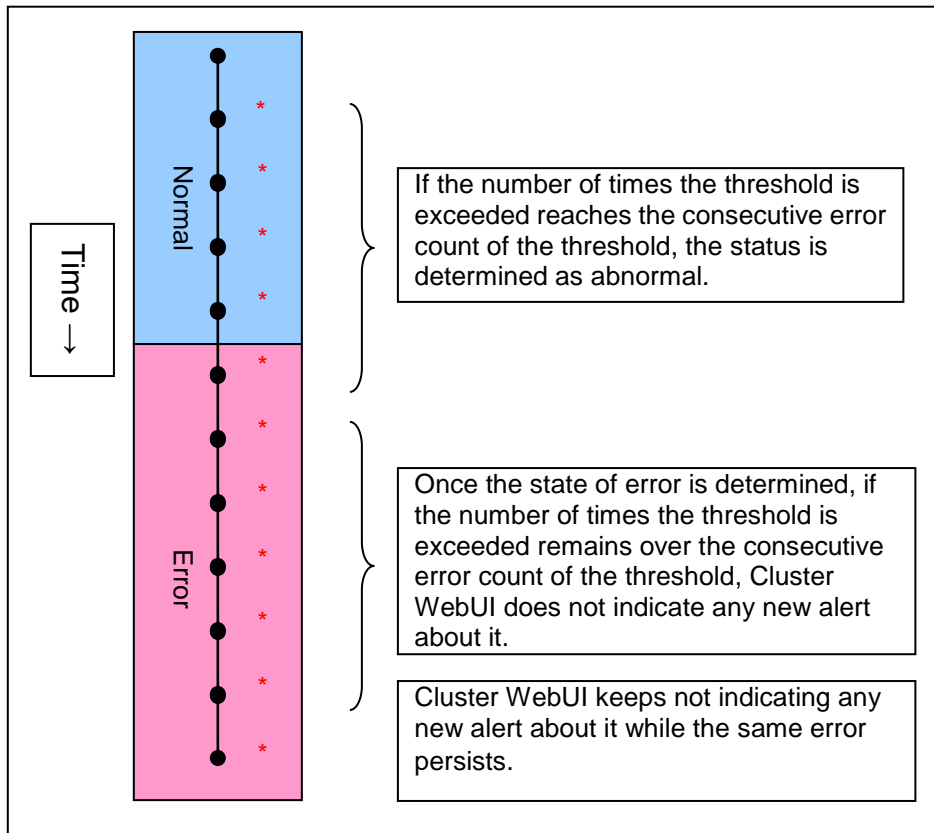 Time →
Normal
Error
*
*
*
*
*
*
*
*
*
*
*
If the number of times the threshold is
exceeded reaches the consecutive error
count of the threshold, the status is
determined as abnormal.
Once the state of error is determined, if
the number of times the threshold is
exceeded remains over the consecutive
error count of the threshold, Cluster
WebUI does not indicate any new alert
about it.
Cluster WebUI keeps not indicating any
new alert about it while the same error
persists.